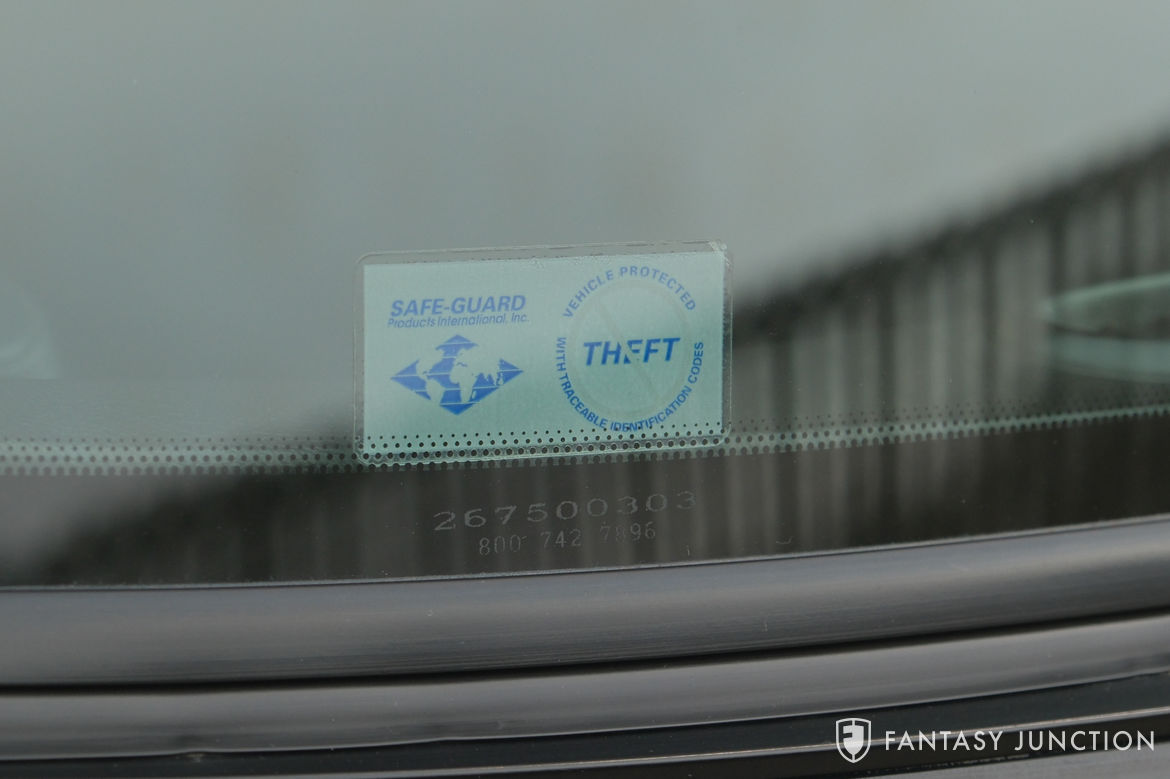 SAFE-GUARD
Products International, Inc.
VEHICLE PROTECTED
WITH TRACEABLE IDENTIFICATION CODES
THEFT
267500303
800 742 7896
FANTASY JUNCTION